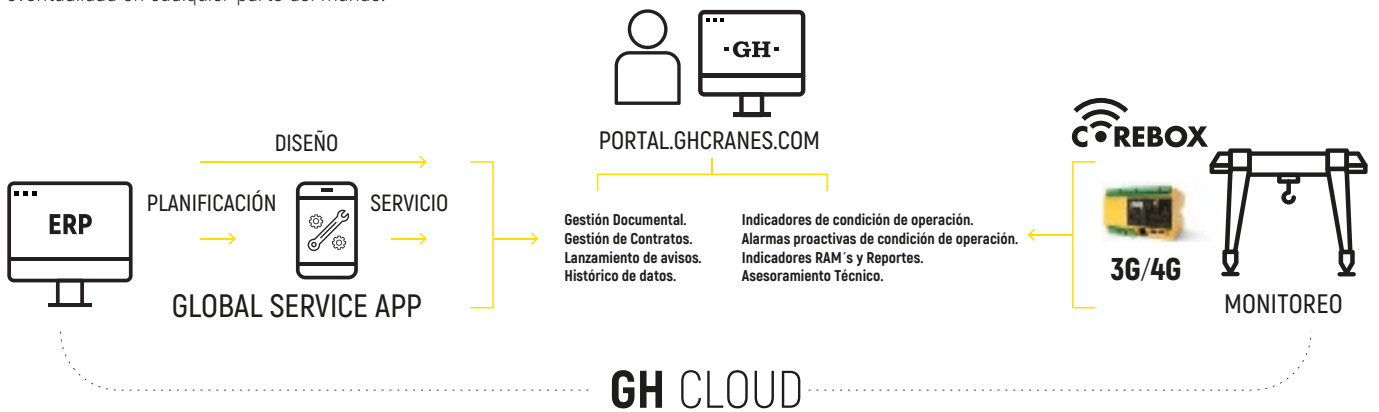 ·GH·
PORTAL.GHCRANES.COM
DISEÑO
ERP
PLANIFICACIÓN
SERVICIO
GLOBAL SERVICE APP
Gestión Documental.
Gestión de Contratos.
Lanzamiento de avisos.
Histórico de datos.
Indicadores de condición de operación.
Alarmas proactivas de condición de operación.
Indicadores RAM´s y Reportes.
Asesoramiento Técnico.
COREBOX
3G/4G
MONITOREO
GH CLOUD